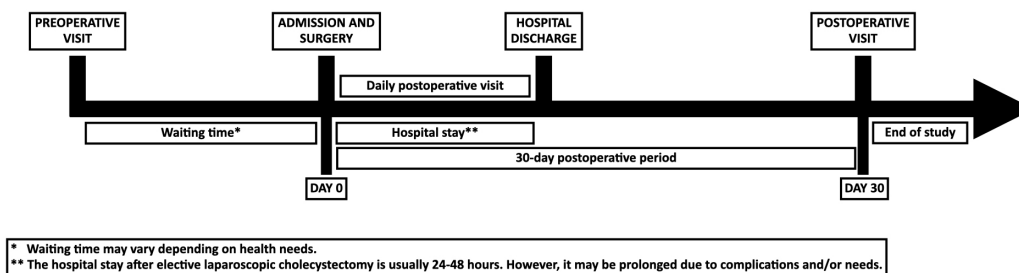 PREOPERATIVE
VISIT
ADMISSION AND
SURGERY
HOSPITAL
DISCHARGE
POSTOPERATIVE
VISIT
Daily postoperative visit
Waiting time*
Hospital stay**
End of study
30-day postoperative period
DAY 0
DAY 30
* Waiting time may vary depending on health needs.
** The hospital stay after elective laparoscopic cholecystectomy is usually 24-48 hours. However, it may be prolonged due to complications and/or needs.